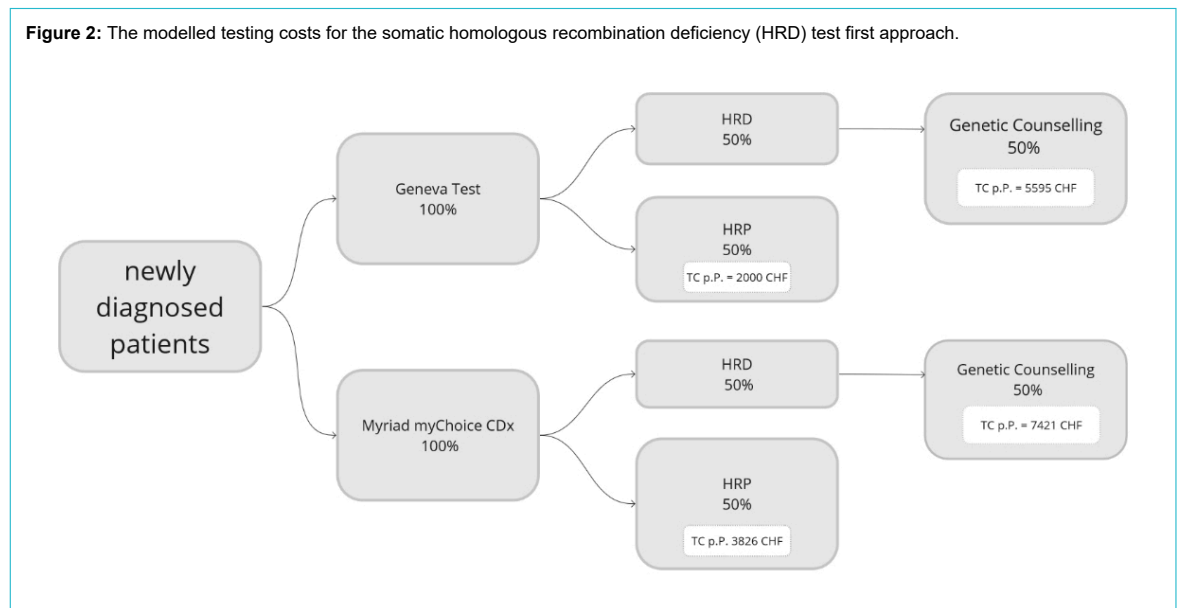 Figure 2: The modelled testing costs for the somatic homologous recombination deficiency (HRD) test first approach.
newly
diagnosed
patients
Geneva Test
100%
HRD
50%
Genetic Counselling
50%
TC p.P. = 5595 CHF
HRP
50%
TC p.P. = 2000 CHF
Myriad myChoice CDx
100%
HRD
50%
Genetic Counselling
50%
TC p.P. = 7421 CHF
HRP
50%
TC p.P. 3826 CHF